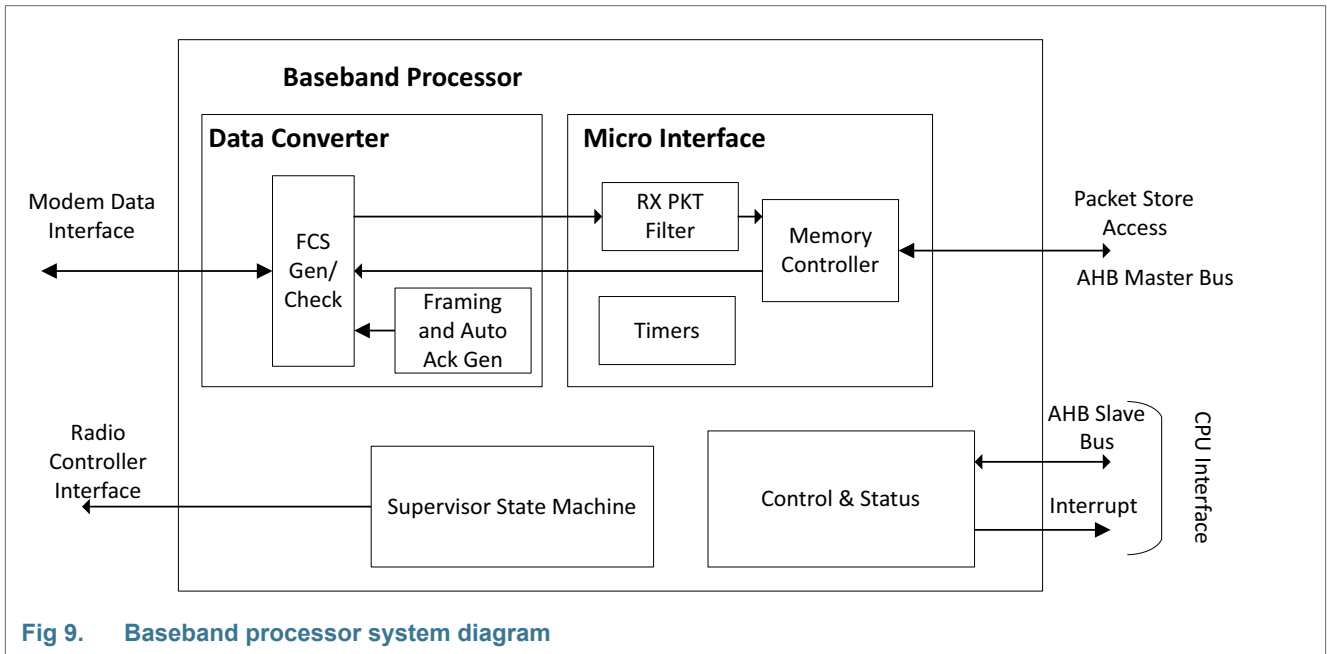 Baseband Processor
Data Converter
Micro Interface
Modem Data
Interface
FCS
Gen/
Check
Framing
and Auto
Ack Gen
RX PKT
Filter
Memory
Controller
Timers
Packet Store
Access
AHB Master Bus
Radio
Controller
Interface
Supervisor State Machine
Control & Status
AHB Slave
Bus
Interrupt
CPU Interface
Fig 9. Baseband processor system diagram